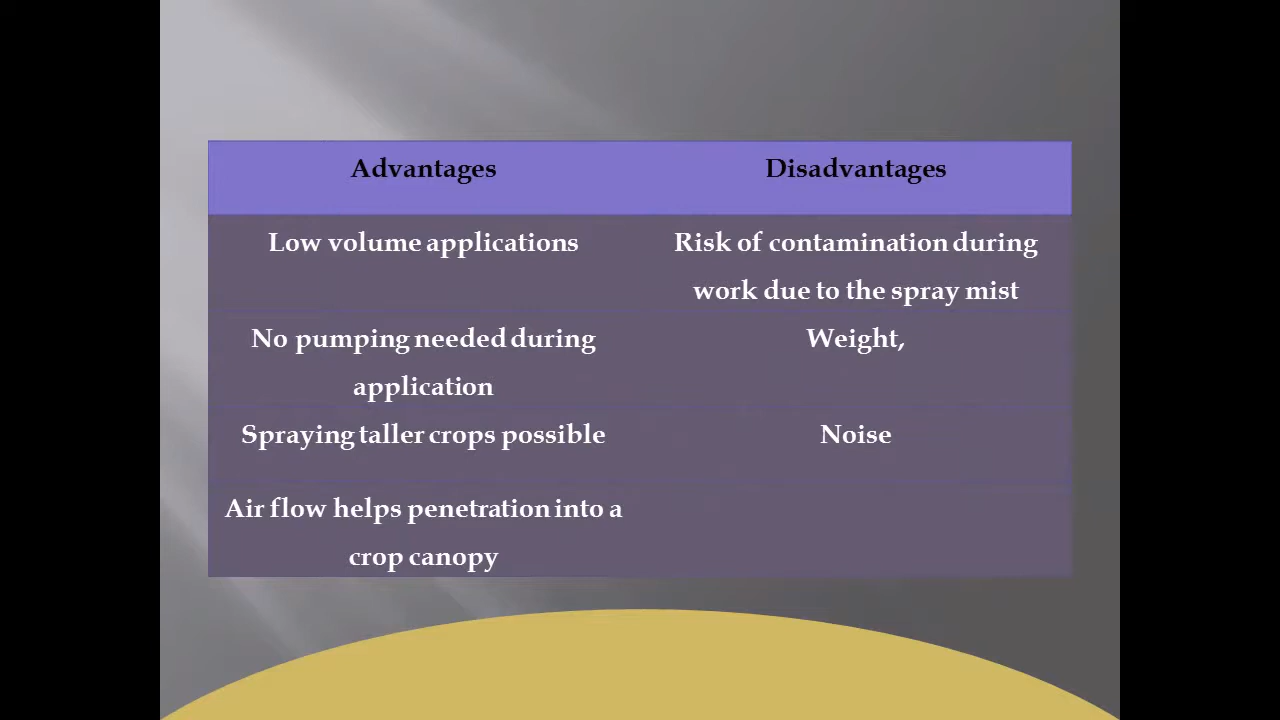 Advantages Disadvantages
Low volume applications Risk of contamination during
work due to the spray mist
No pumping needed during Weight,
application
Spraying taller crops possible Noise
Air flow helps penetration into a
crop canopy